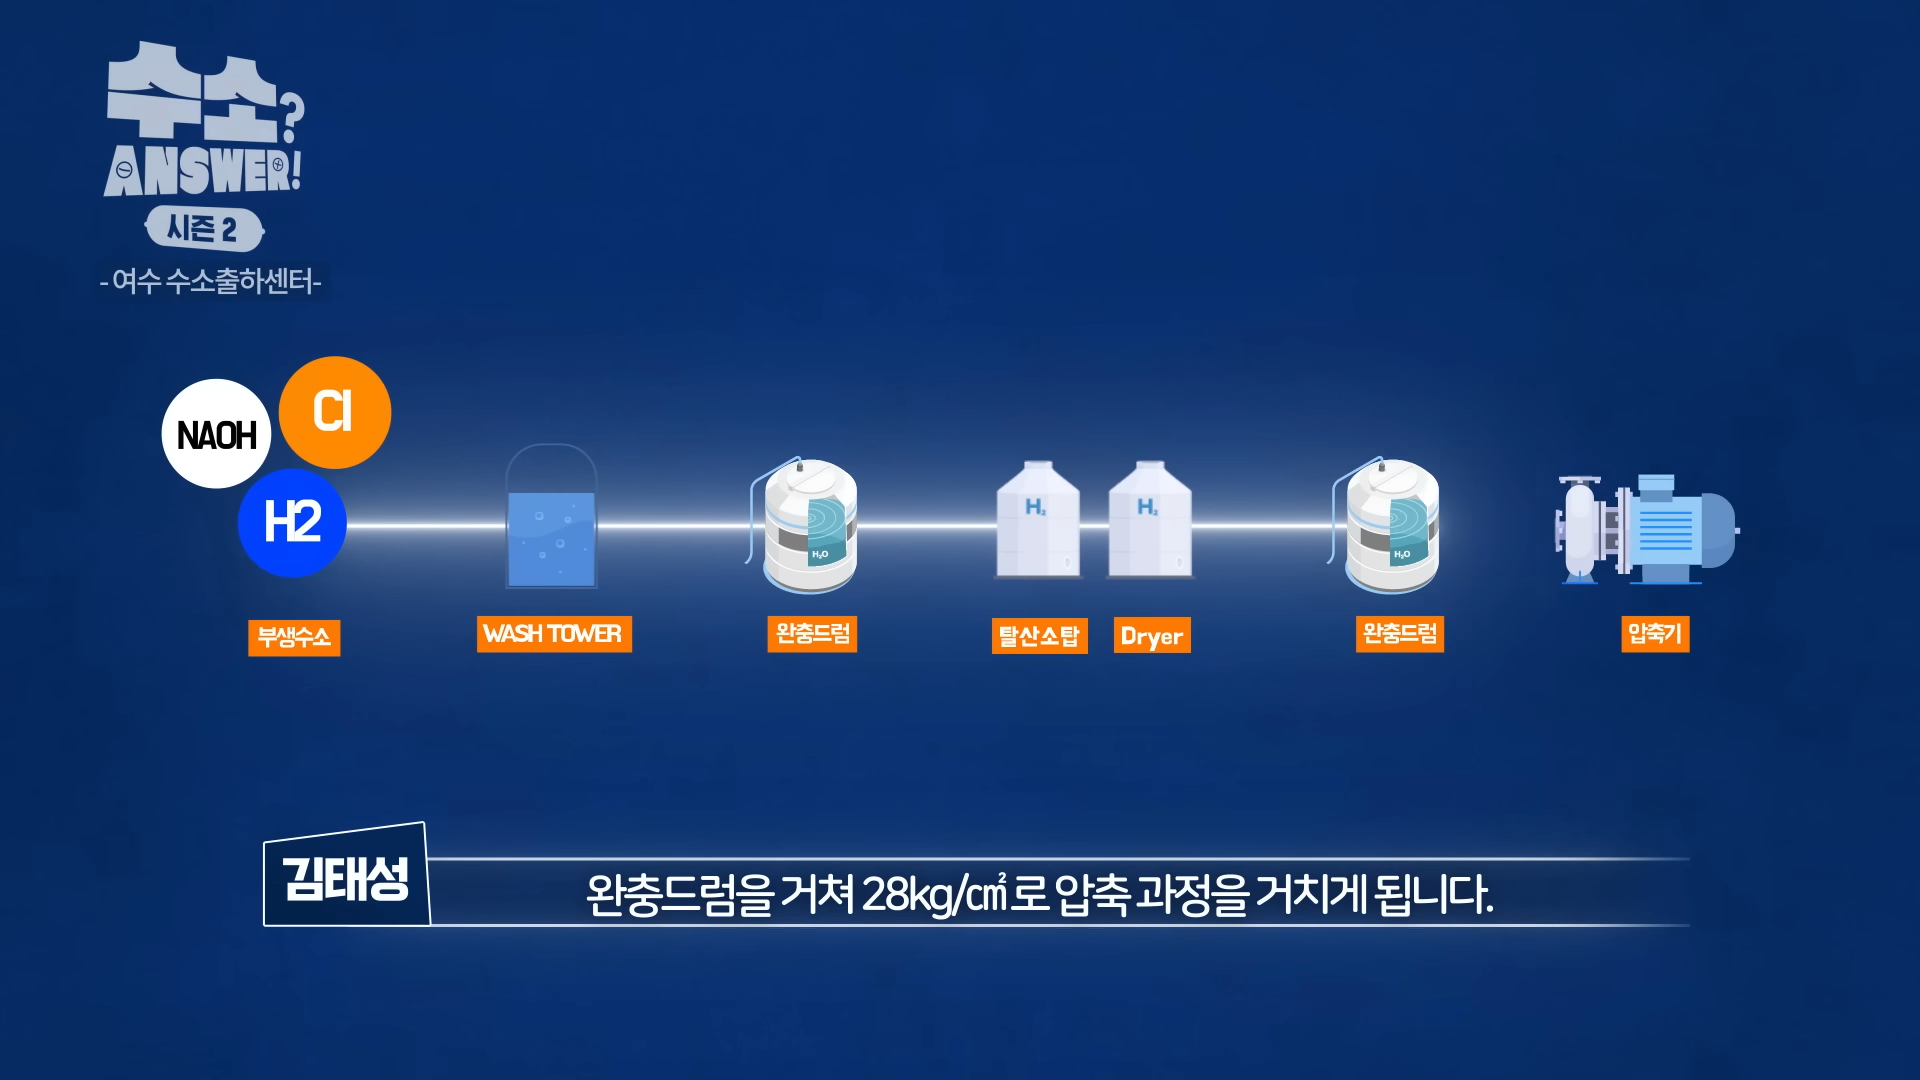 수소?
ANSWER!
시즌 2
- 여수 수소출하센터-
NAOH
Cl
H2
H₂
H₂
H₂O
H₂O
부생수소
WASH TOWER
완충드럼
탈산소탑
Dryer
완충드럼
압축기
김태성
완충드럼을 거쳐 28kg/㎠로 압축 과정을 거치게 됩니다.